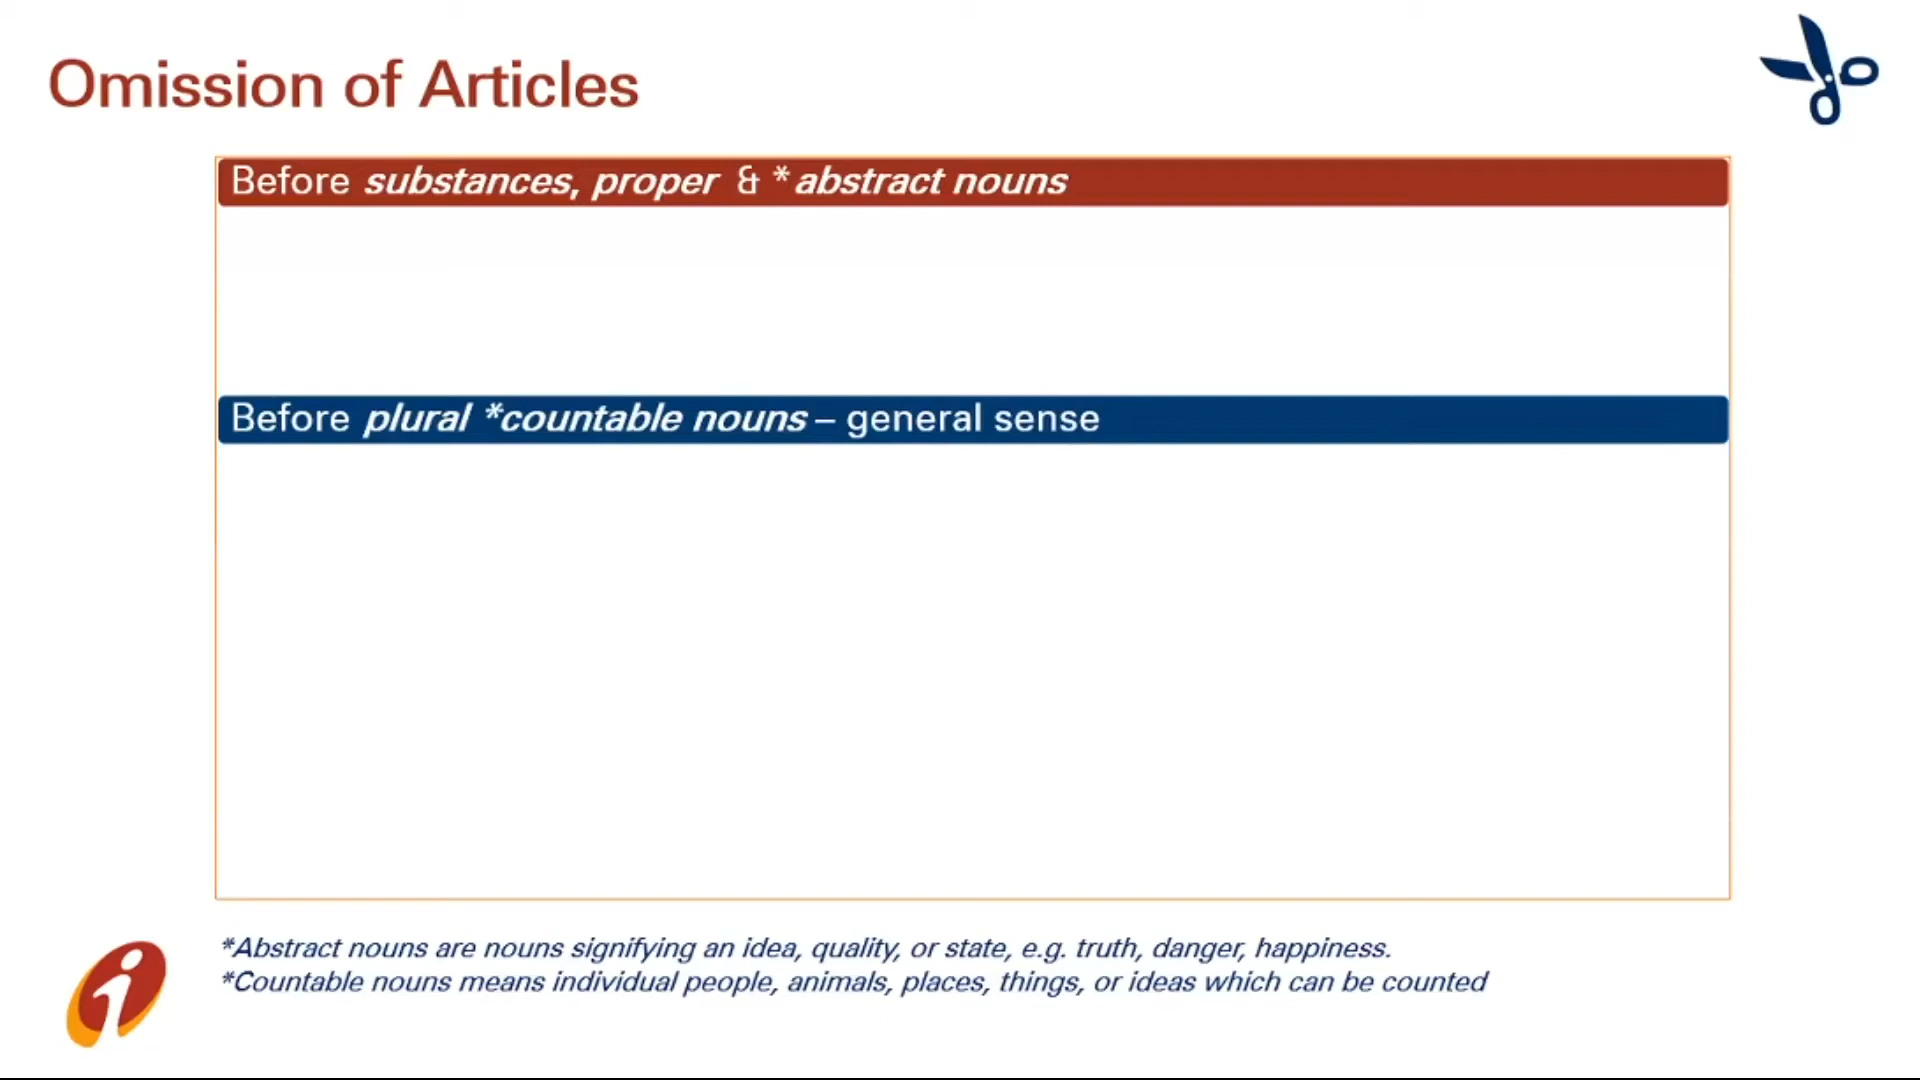 Omission of Articles
Before substances, proper & *abstract nouns
Before plural *countable nouns – general sense
*Abstract nouns are nouns signifying an idea, quality, or state, e.g. truth, danger, happiness.
*Countable nouns means individual people, animals, places, things, or ideas which can be counted